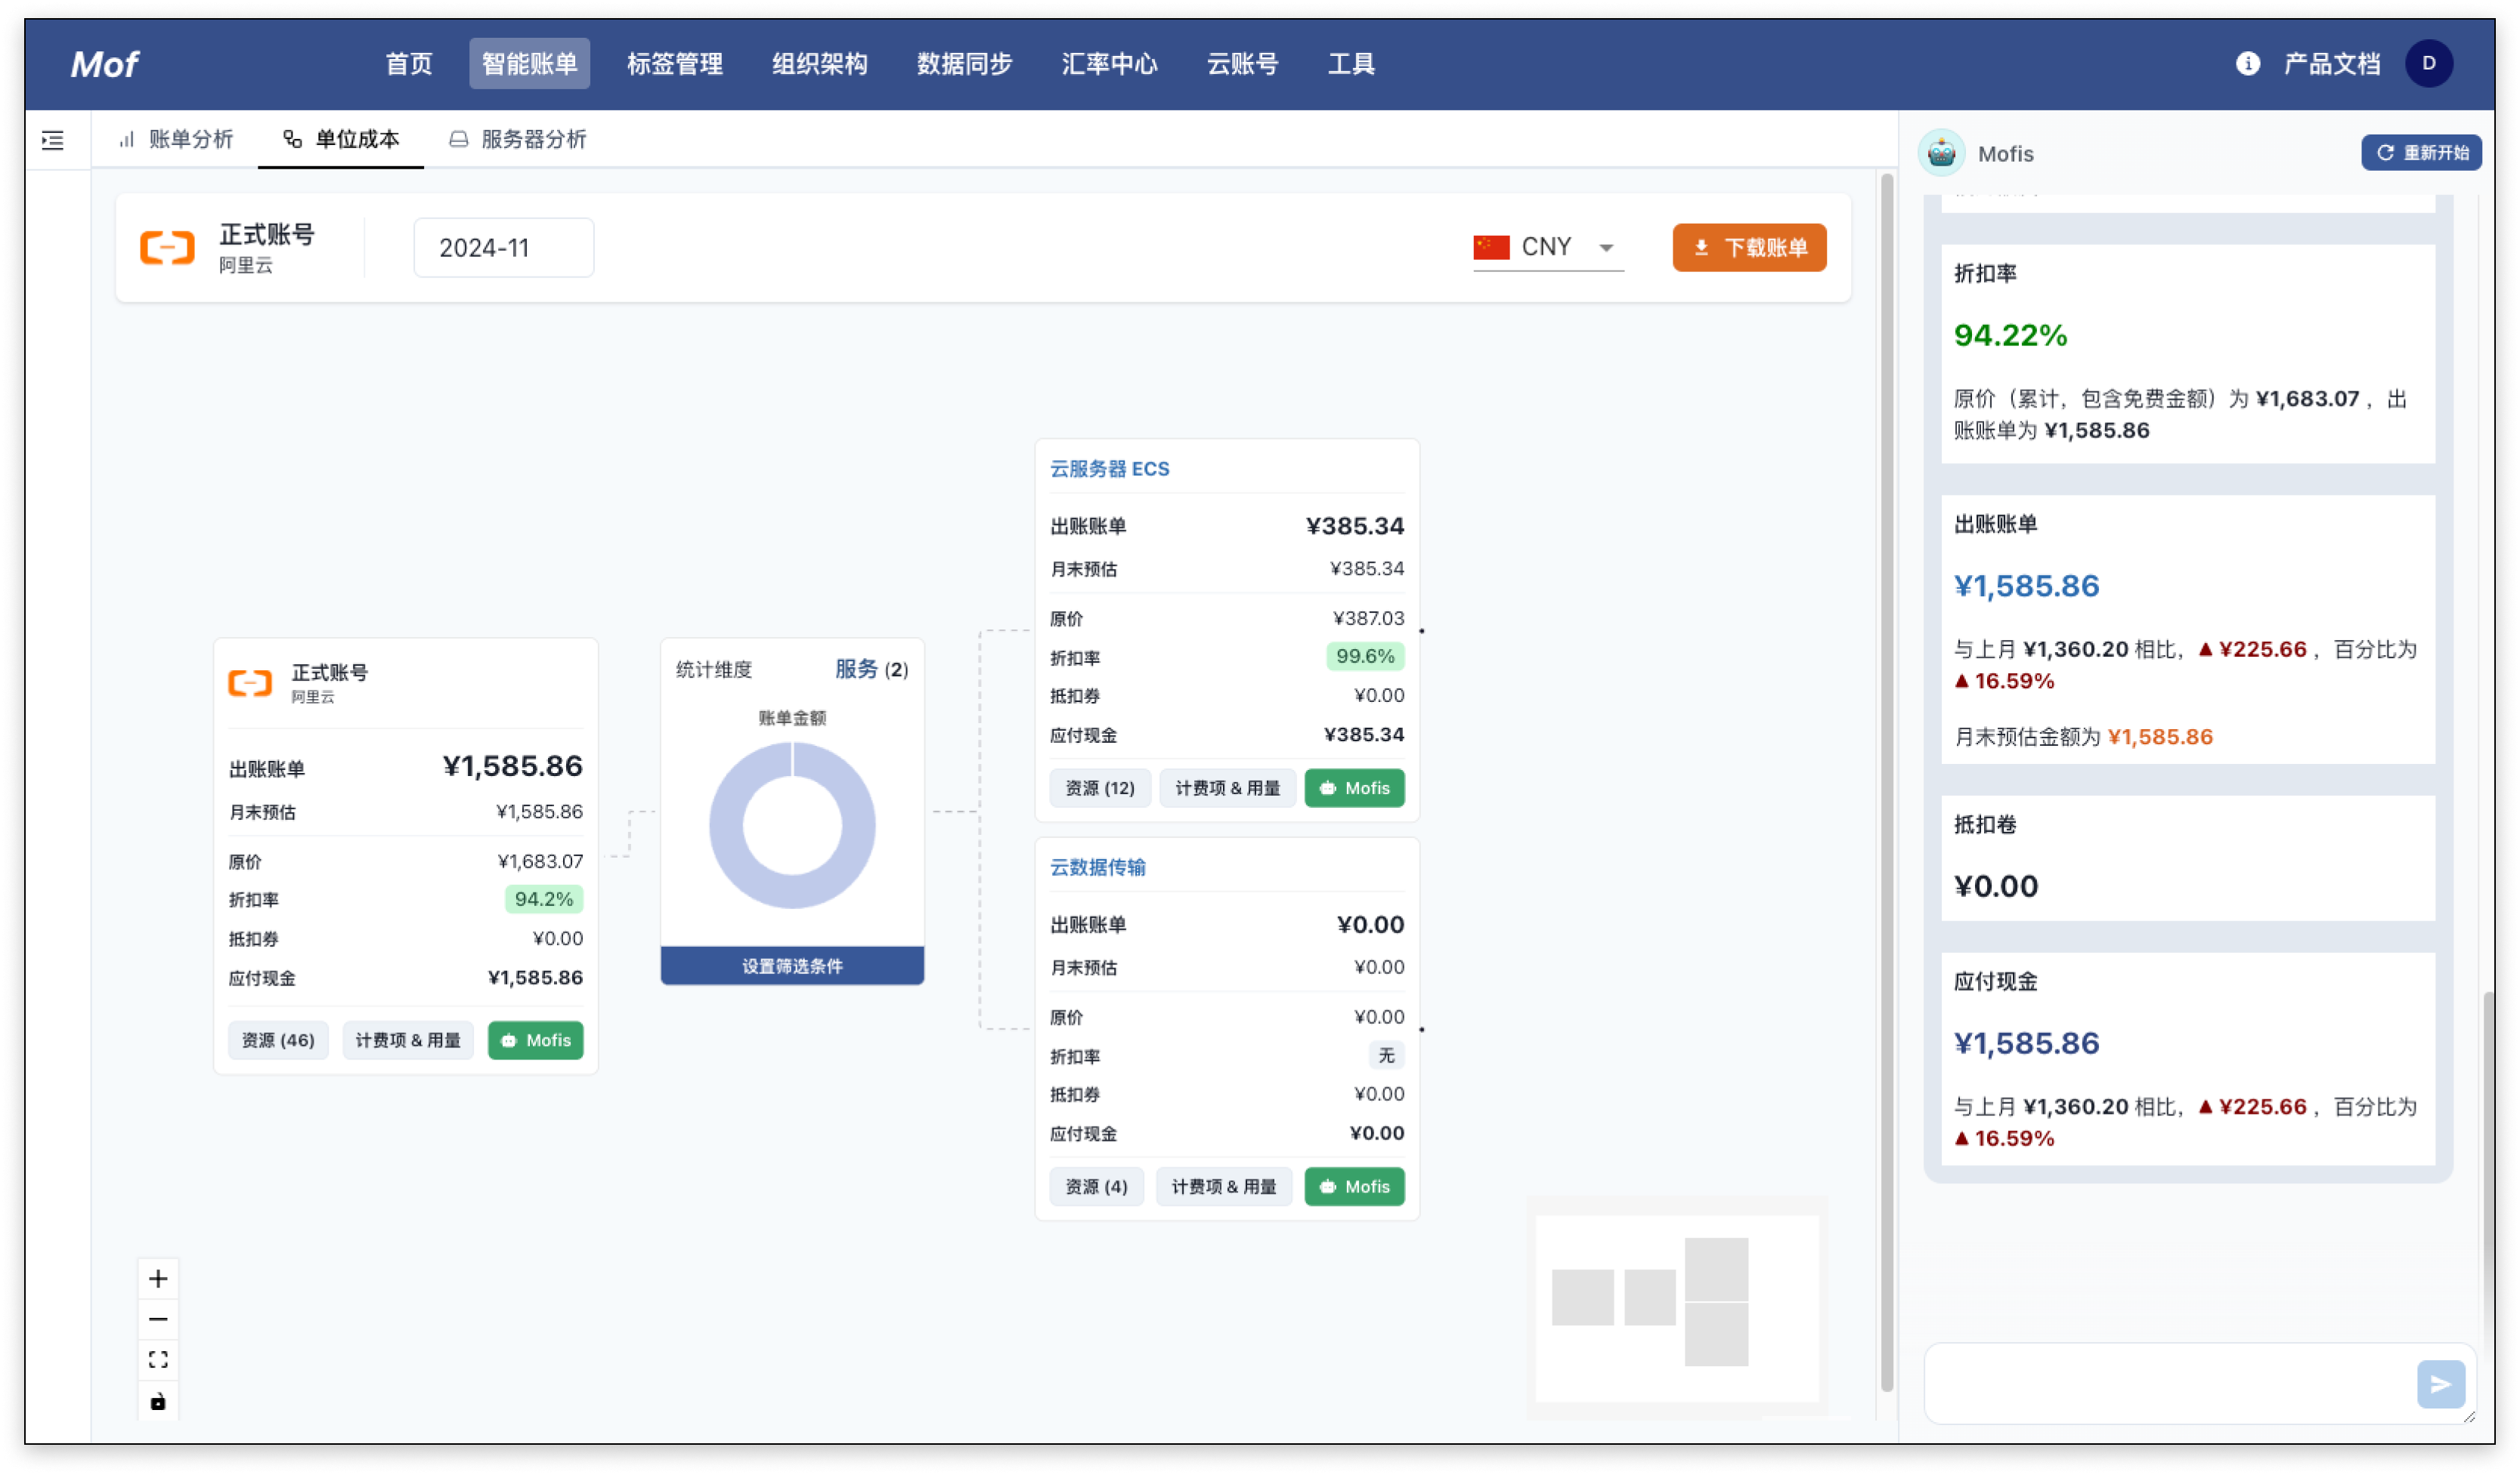 Mof
首页
智能账单
标签管理
组织架构
数据同步
汇率中心
云账号
工具
产品文档
D
账单分析
单位成本
服务器分析
正式账号
阿里云
2024-11
CNY
下载账单
正式账号
阿里云
出账账单 ¥1,585.86
月末预估 ¥1,585.86
原价 ¥1,683.07
折扣率 94.2%
抵扣券 ¥0.00
应付现金 ¥1,585.86
资源 (46) 计费项 & 用量 Mofis
统计维度 服务 (2)
账单金额
设置筛选条件
云服务器 ECS
出账账单 ¥385.34
月末预估 ¥385.34
原价 ¥387.03
折扣率 99.6%
抵扣券 ¥0.00
应付现金 ¥385.34
资源 (12) 计费项 & 用量 Mofis
云数据传输
出账账单 ¥0.00
月末预估 ¥0.00
原价 ¥0.00
折扣率 无
抵扣券 ¥0.00
应付现金 ¥0.00
资源 (4) 计费项 & 用量 Mofis
Mofis
重新开始
折扣率
94.22%
原价（累计，包含免费金额）为 ¥1,683.07 ，出
账账单为 ¥1,585.86
出账账单
¥1,585.86
与上月 ¥1,360.20 相比，▲ ¥225.66 ，百分比为
▲ 16.59%
月末预估金额为 ¥1,585.86
抵扣卷
¥0.00
应付现金
¥1,585.86
与上月 ¥1,360.20 相比，▲ ¥225.66 ，百分比为
▲ 16.59%